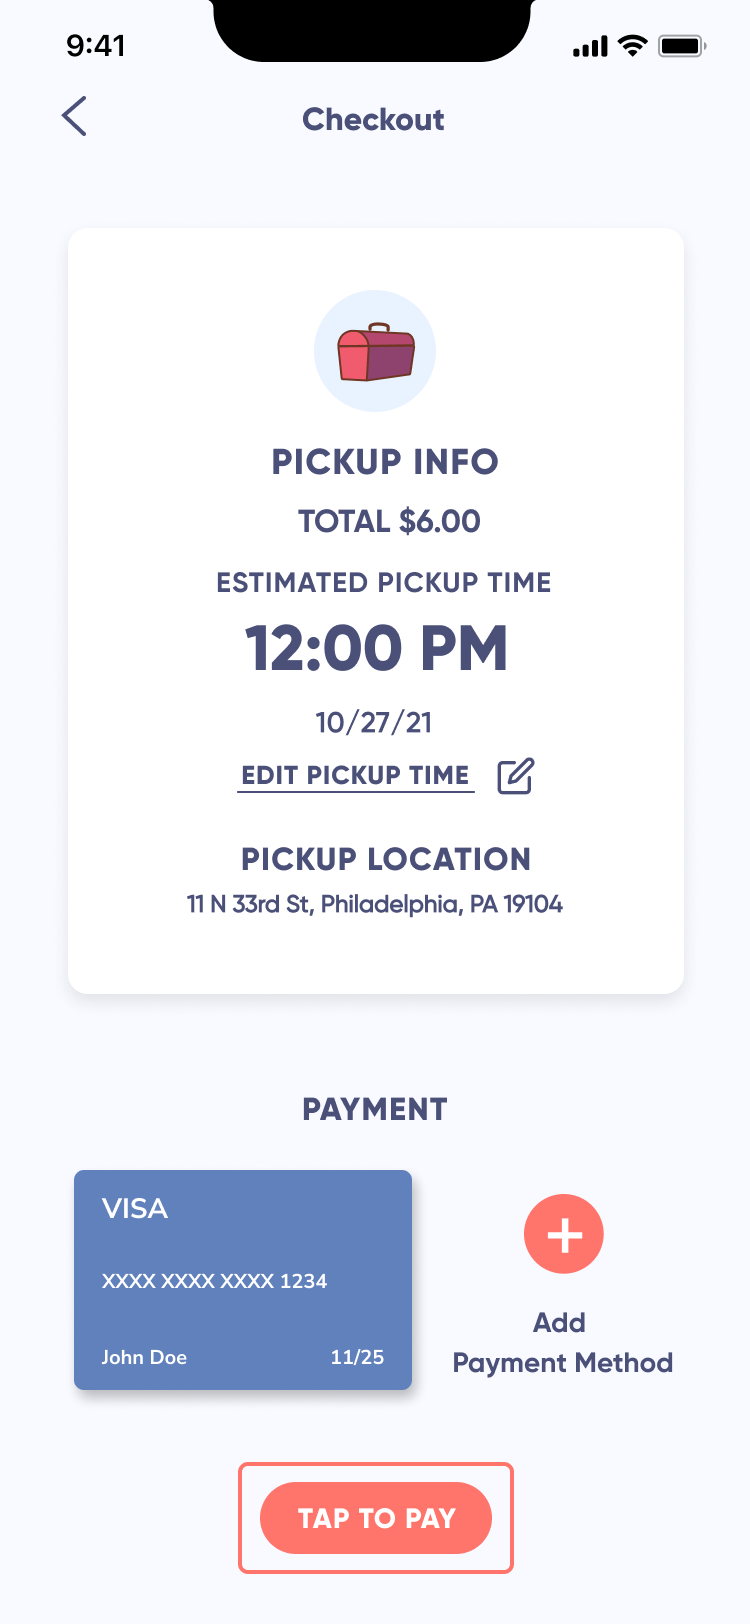 9:41
Checkout
PICKUP INFO
TOTAL $6.00
ESTIMATED PICKUP TIME
12:00 PM
10/27/21
EDIT PICKUP TIME
PICKUP LOCATION
11 N 33rd St, Philadelphia, PA 19104
PAYMENT
VISA
XXXX XXXX XXXX 1234
John Doe 11/25
Add
Payment Method
TAP TO PAY